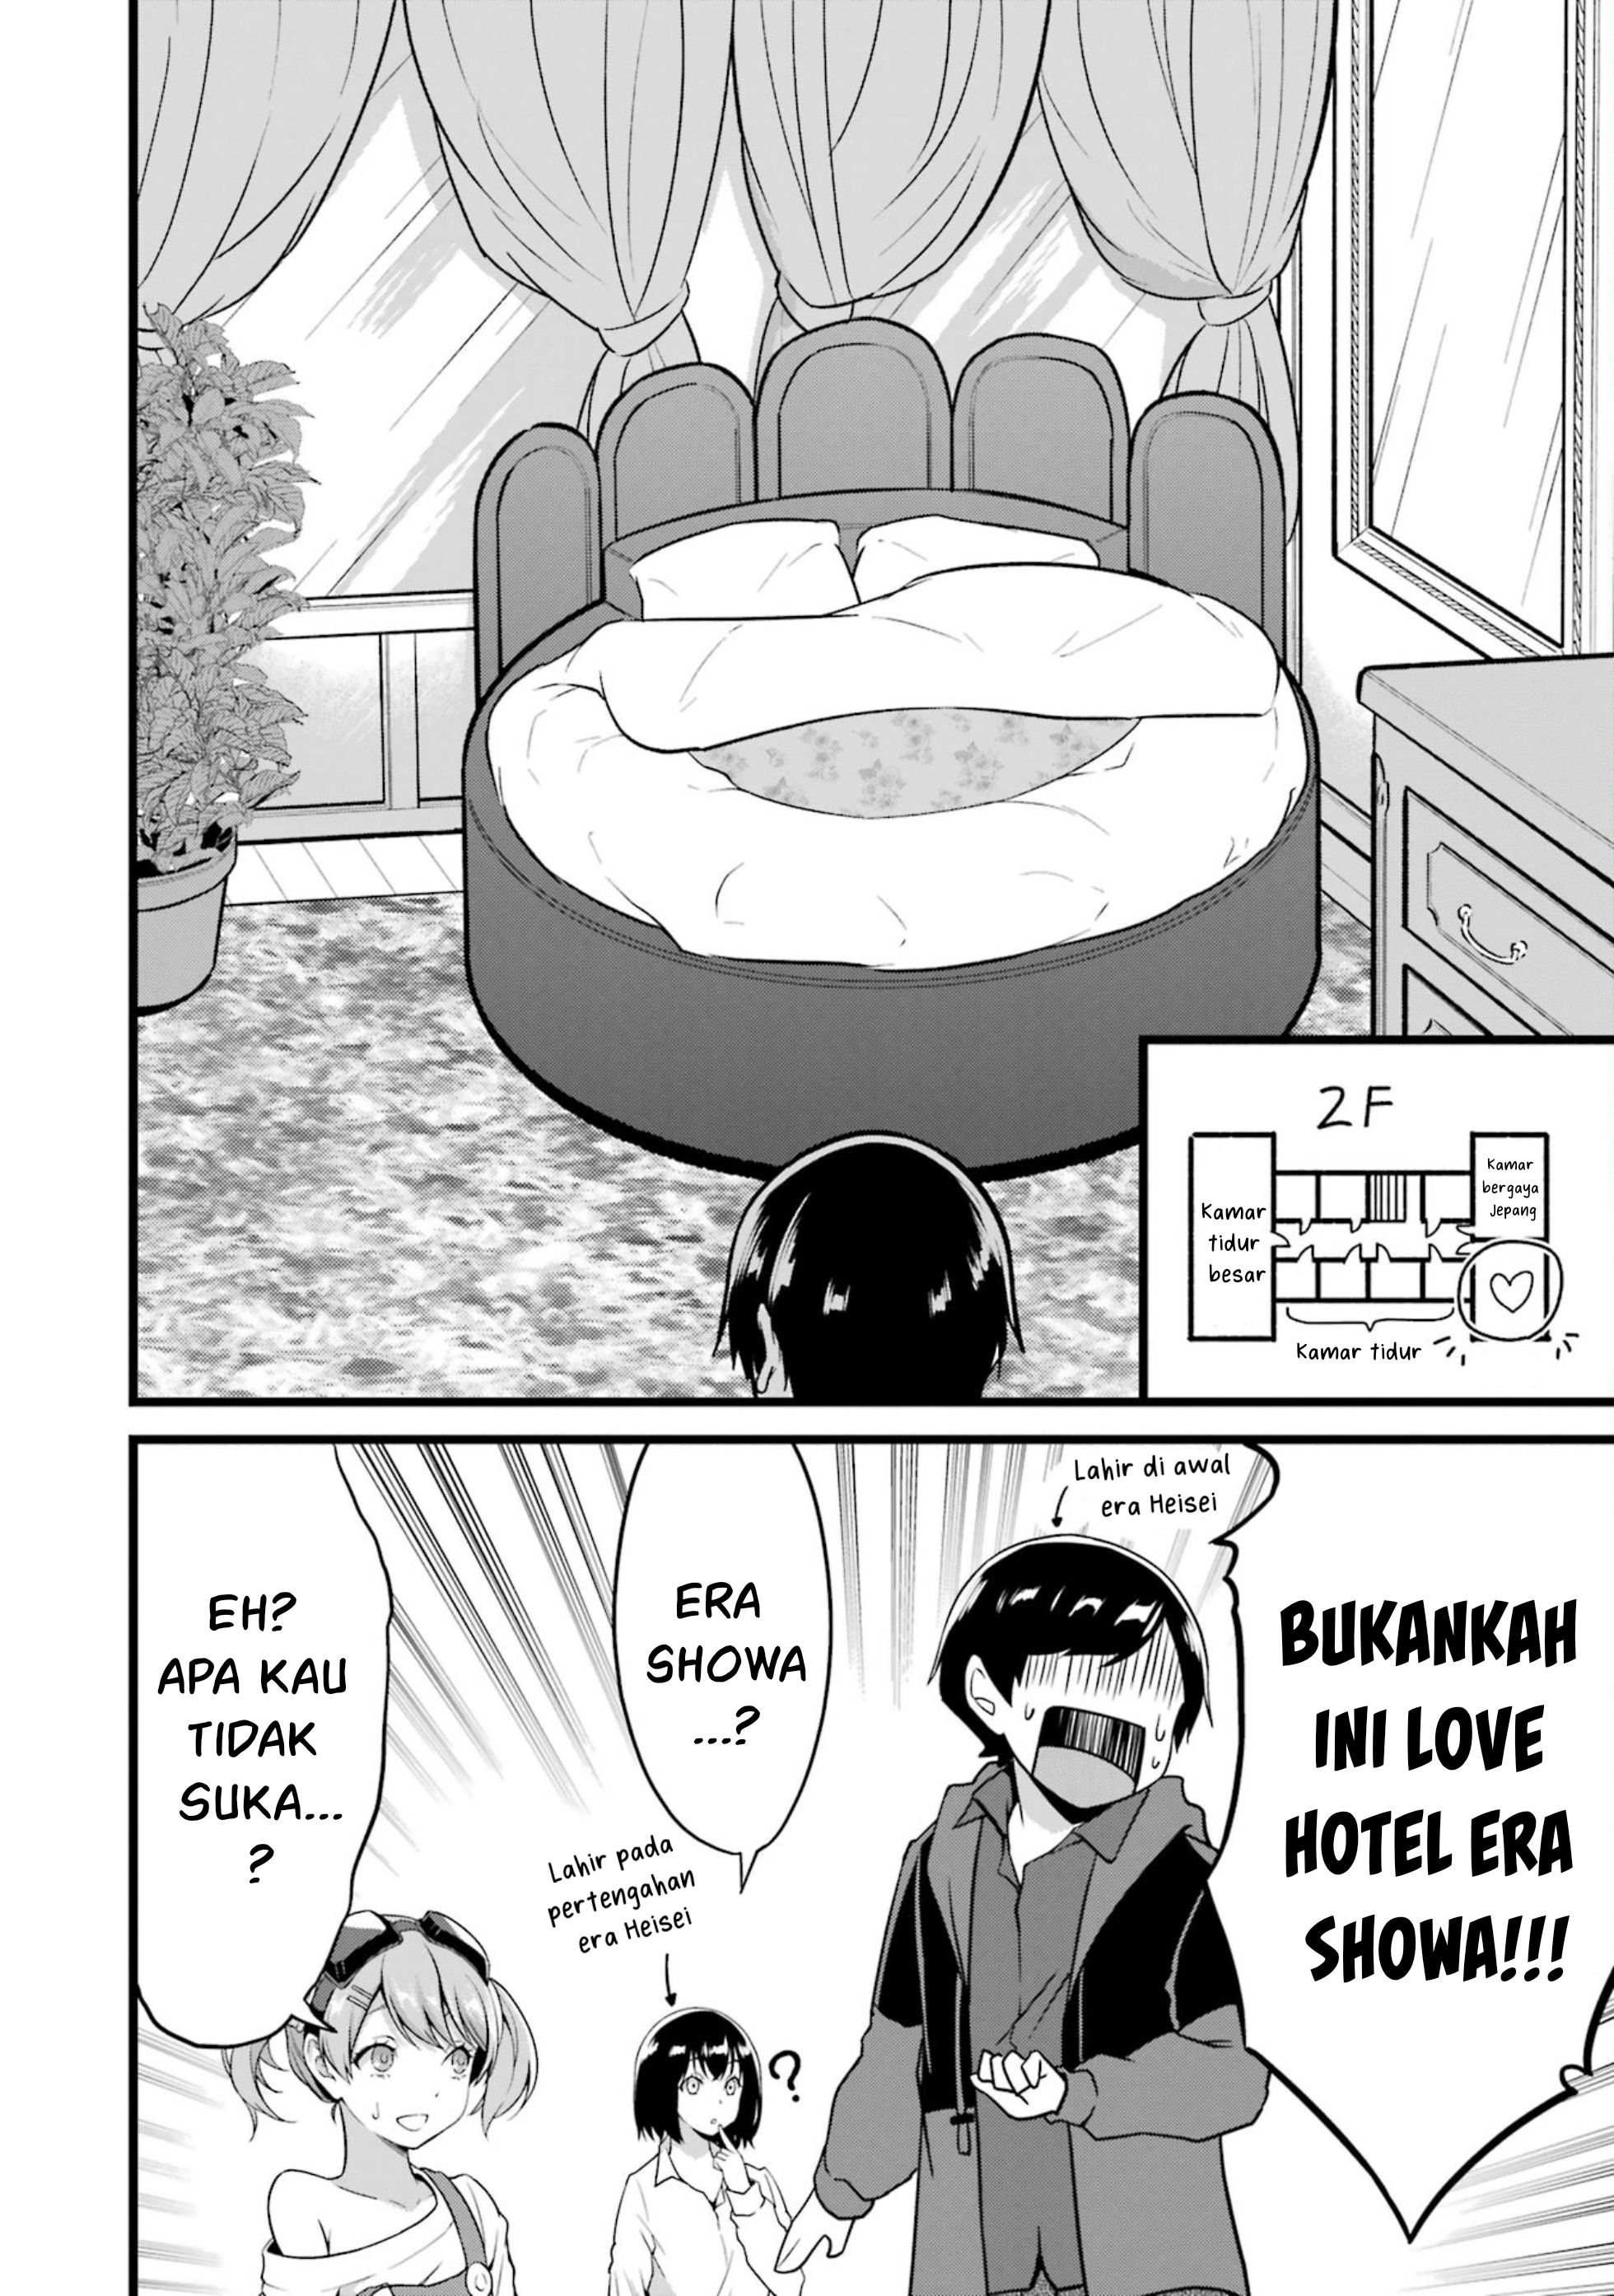 2F
Kamar
bergaya
Jepang
Kamar
tidur
besar
Kamar tidur
BUKANKAH
INI LOVE
HOTEL ERA
SHOWA!!!
Lahir di awal
era Heisei
ERA
SHOWA
...?
Lahir pada
pertengahan
era Heisei
?
EH?
APA KAU
TIDAK
SUKA...
?